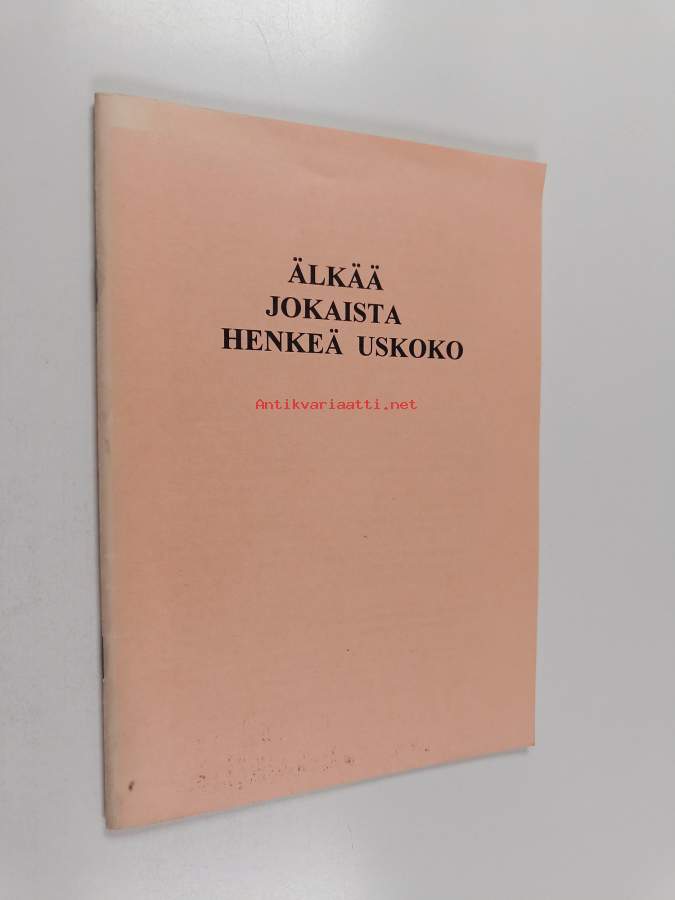 ÄLKÄÄ
JOKAISTA
HENKEÄ USKOKO
Antikvariaatti.net